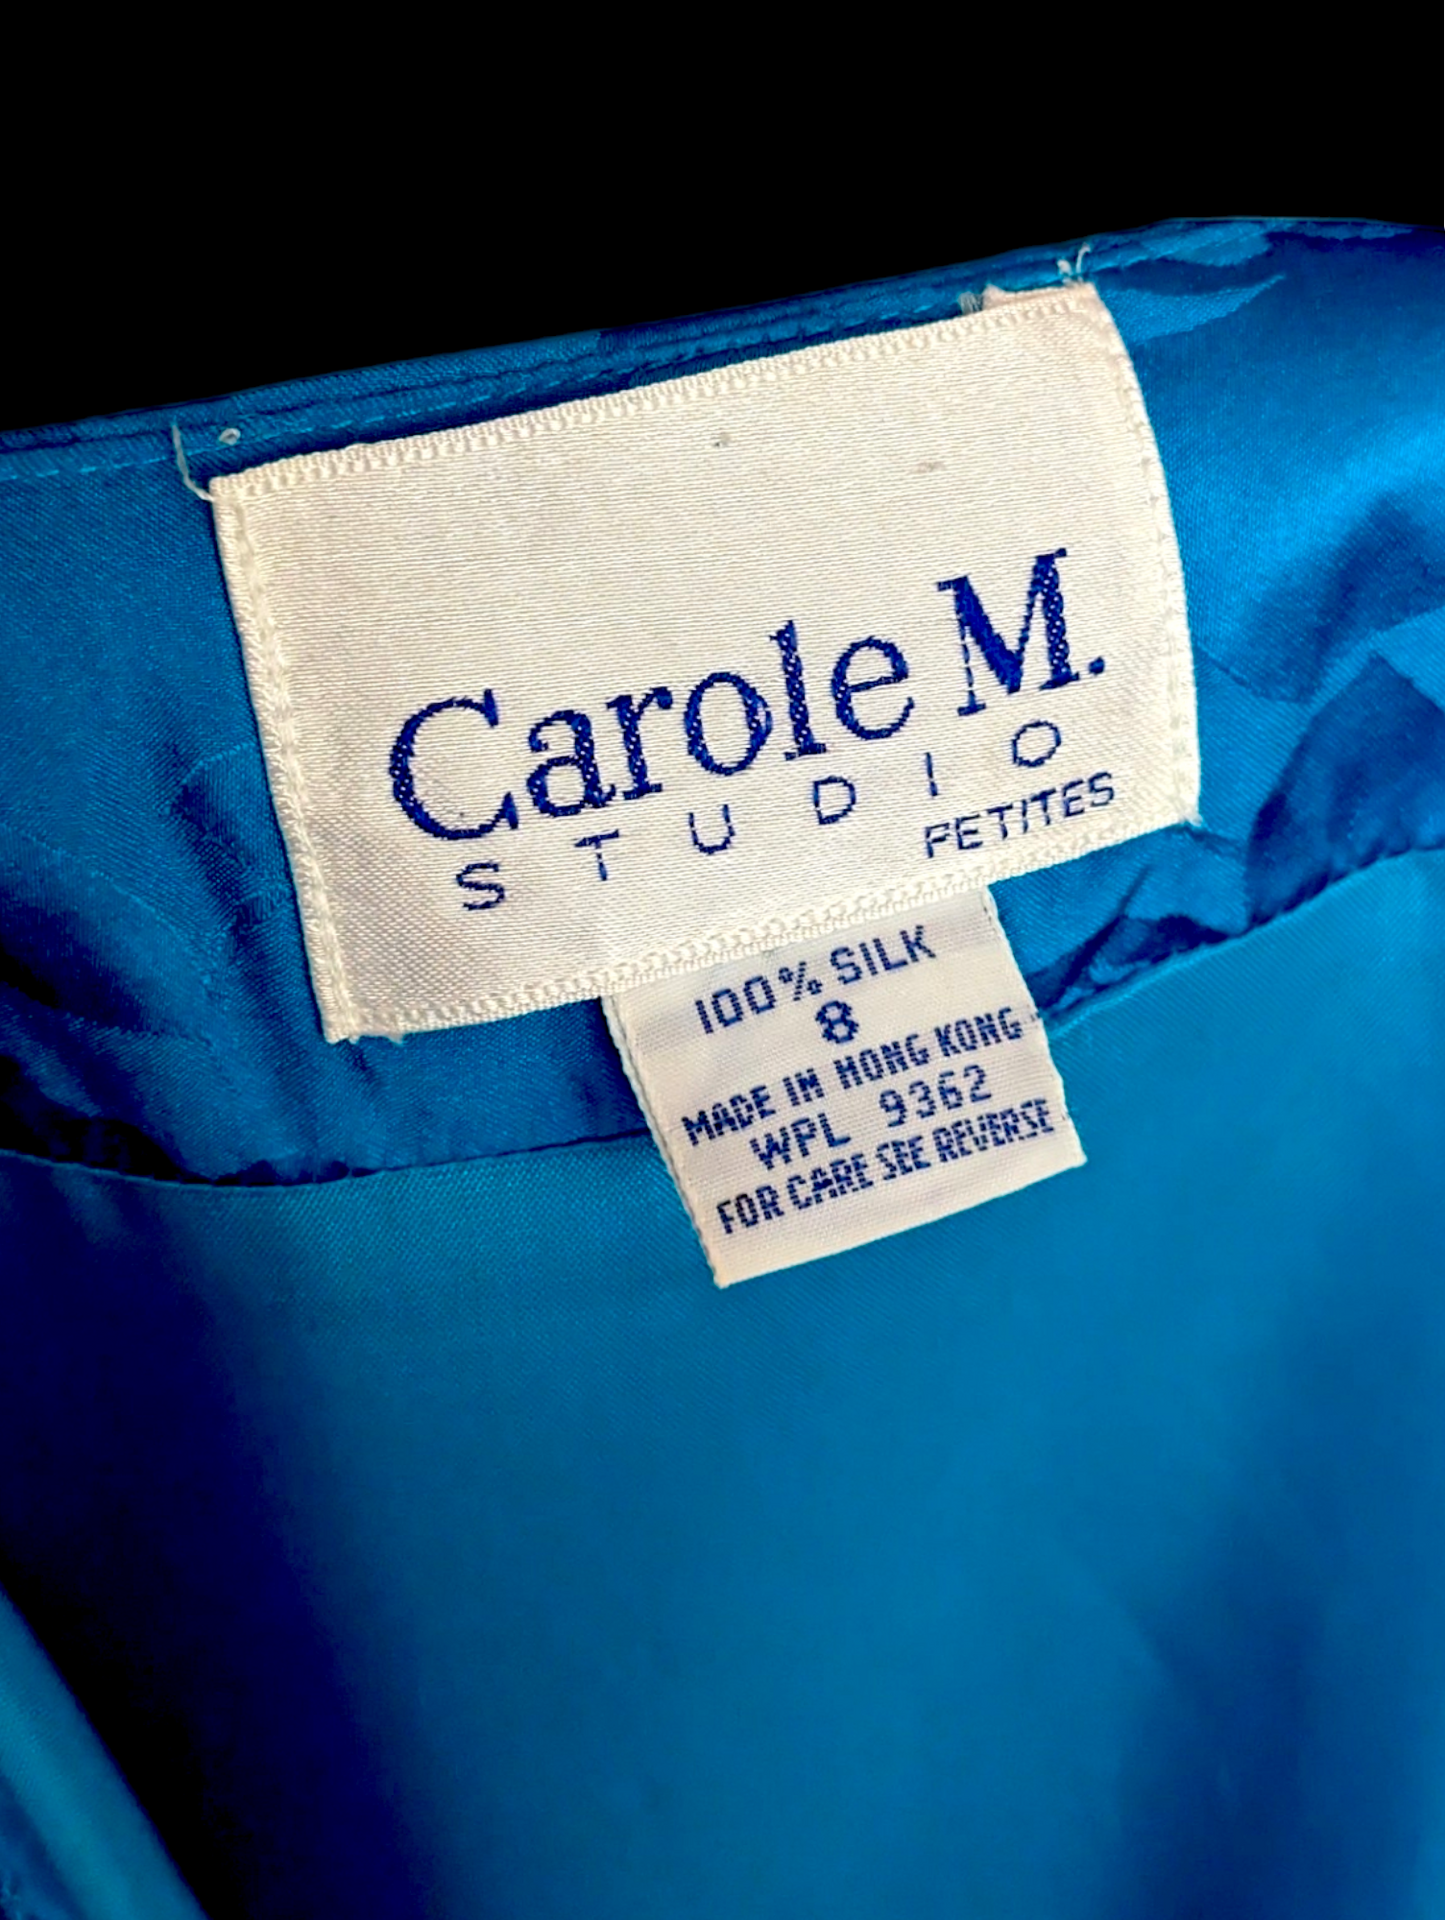 Carole M.
STUDIO
PETITES
100% SILK
8
MADE IN HONG KONG
WPL 9362
FOR CARE SEE REVERSE